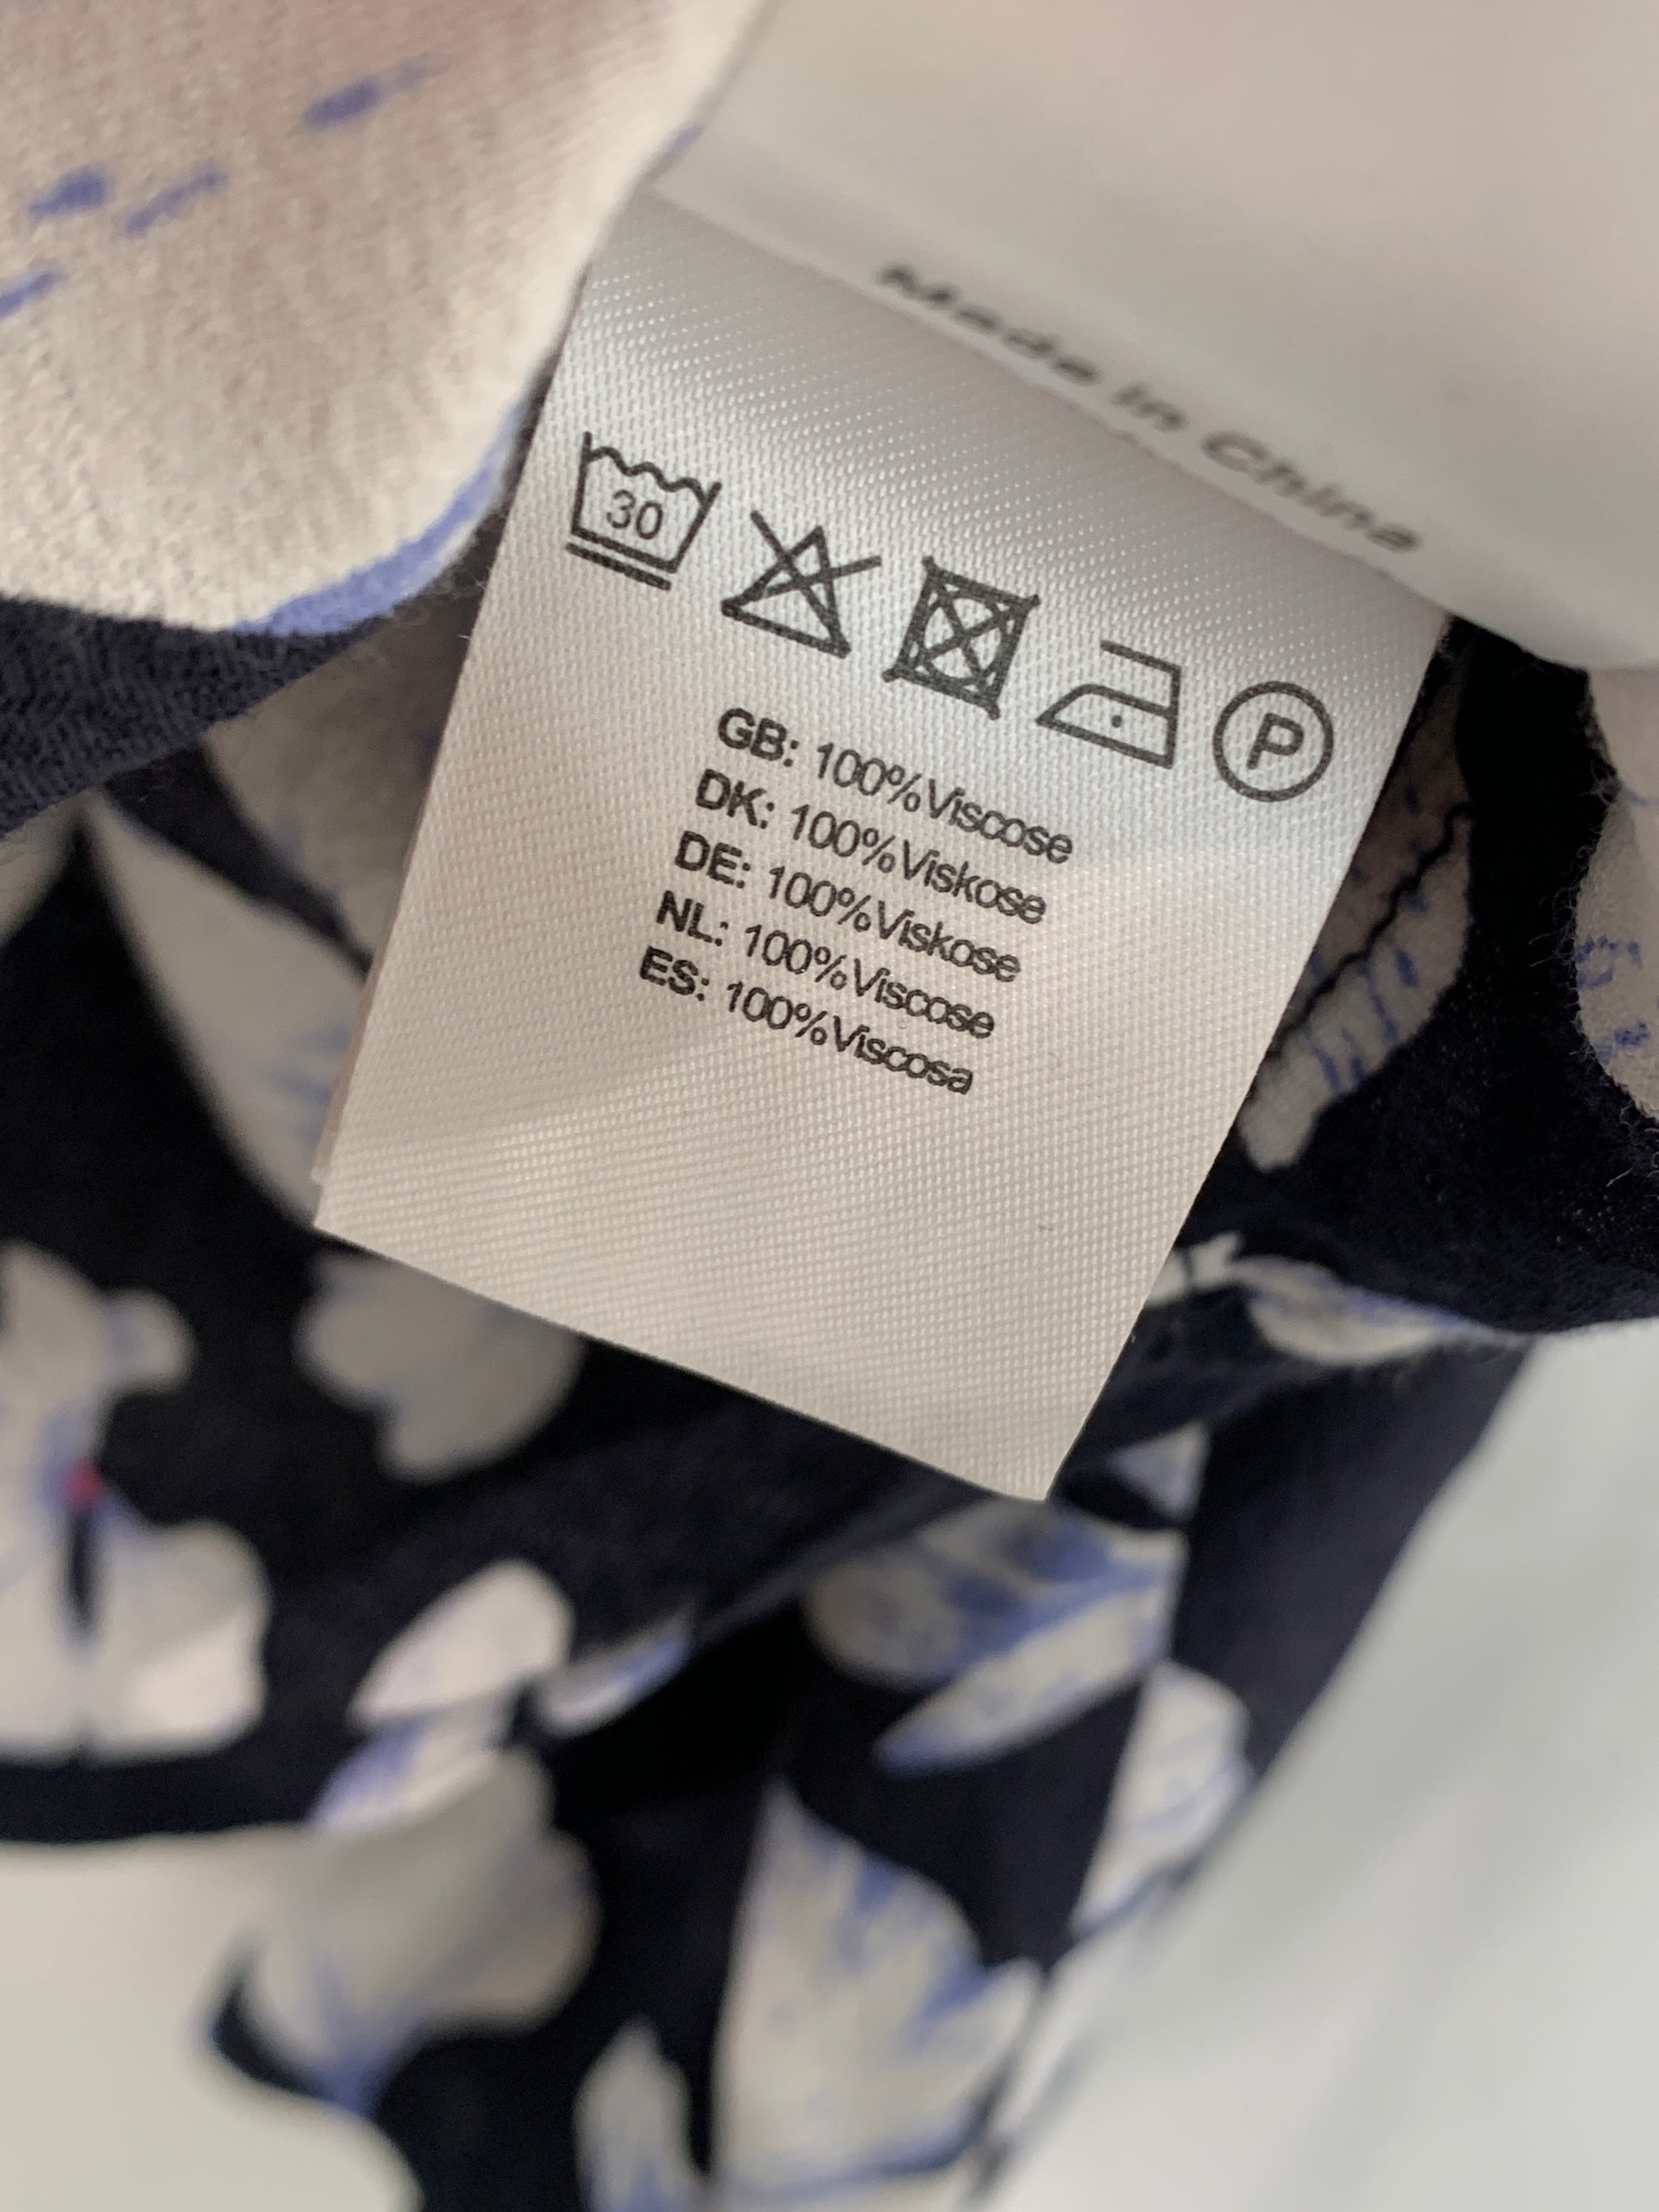 Made in China
30
P
GB: 100%Viscose
DK: 100%Viskose
DE: 100%Viskose
NL: 100%Viscose
ES: 100%Viscosa